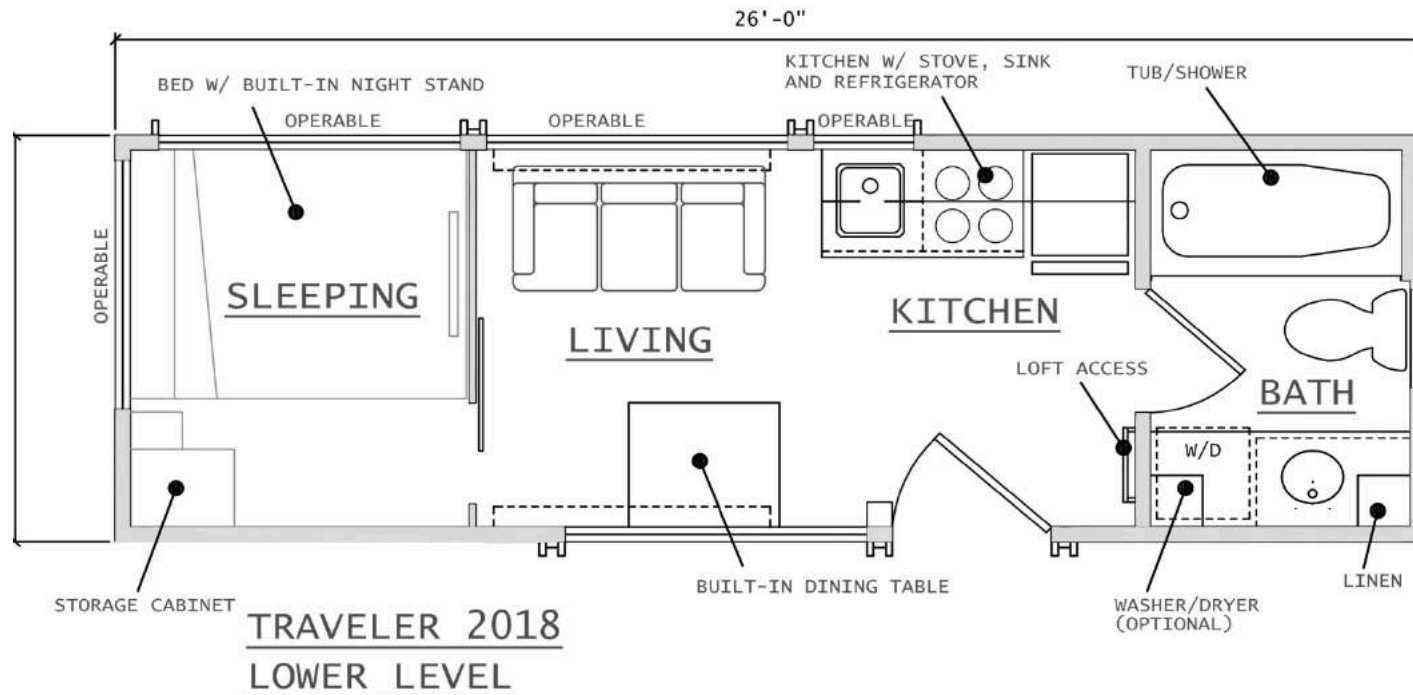 26'-0"
BED W/ BUILT-IN NIGHT STAND
KITCHEN W/ STOVE, SINK
AND REFRIGERATOR
TUB/SHOWER
OPERABLE
OPERABLE
OPERABLE
OPERABLE
SLEEPING
LIVING
KITCHEN
LOFT ACCESS
BATH
W/D
STORAGE CABINET
BUILT-IN DINING TABLE
WASHER/DRYER
(OPTIONAL)
LINEN
TRAVELER 2018
LOWER LEVEL